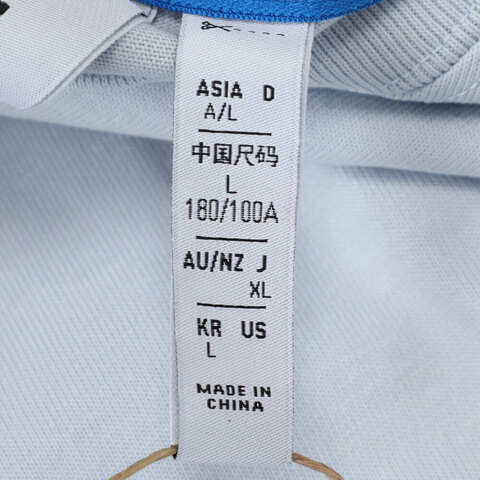 ASIA D
A/L
中国尺码
L
180/100A
AU/NZ J
XL
KR US
L
MADE IN
CHINA